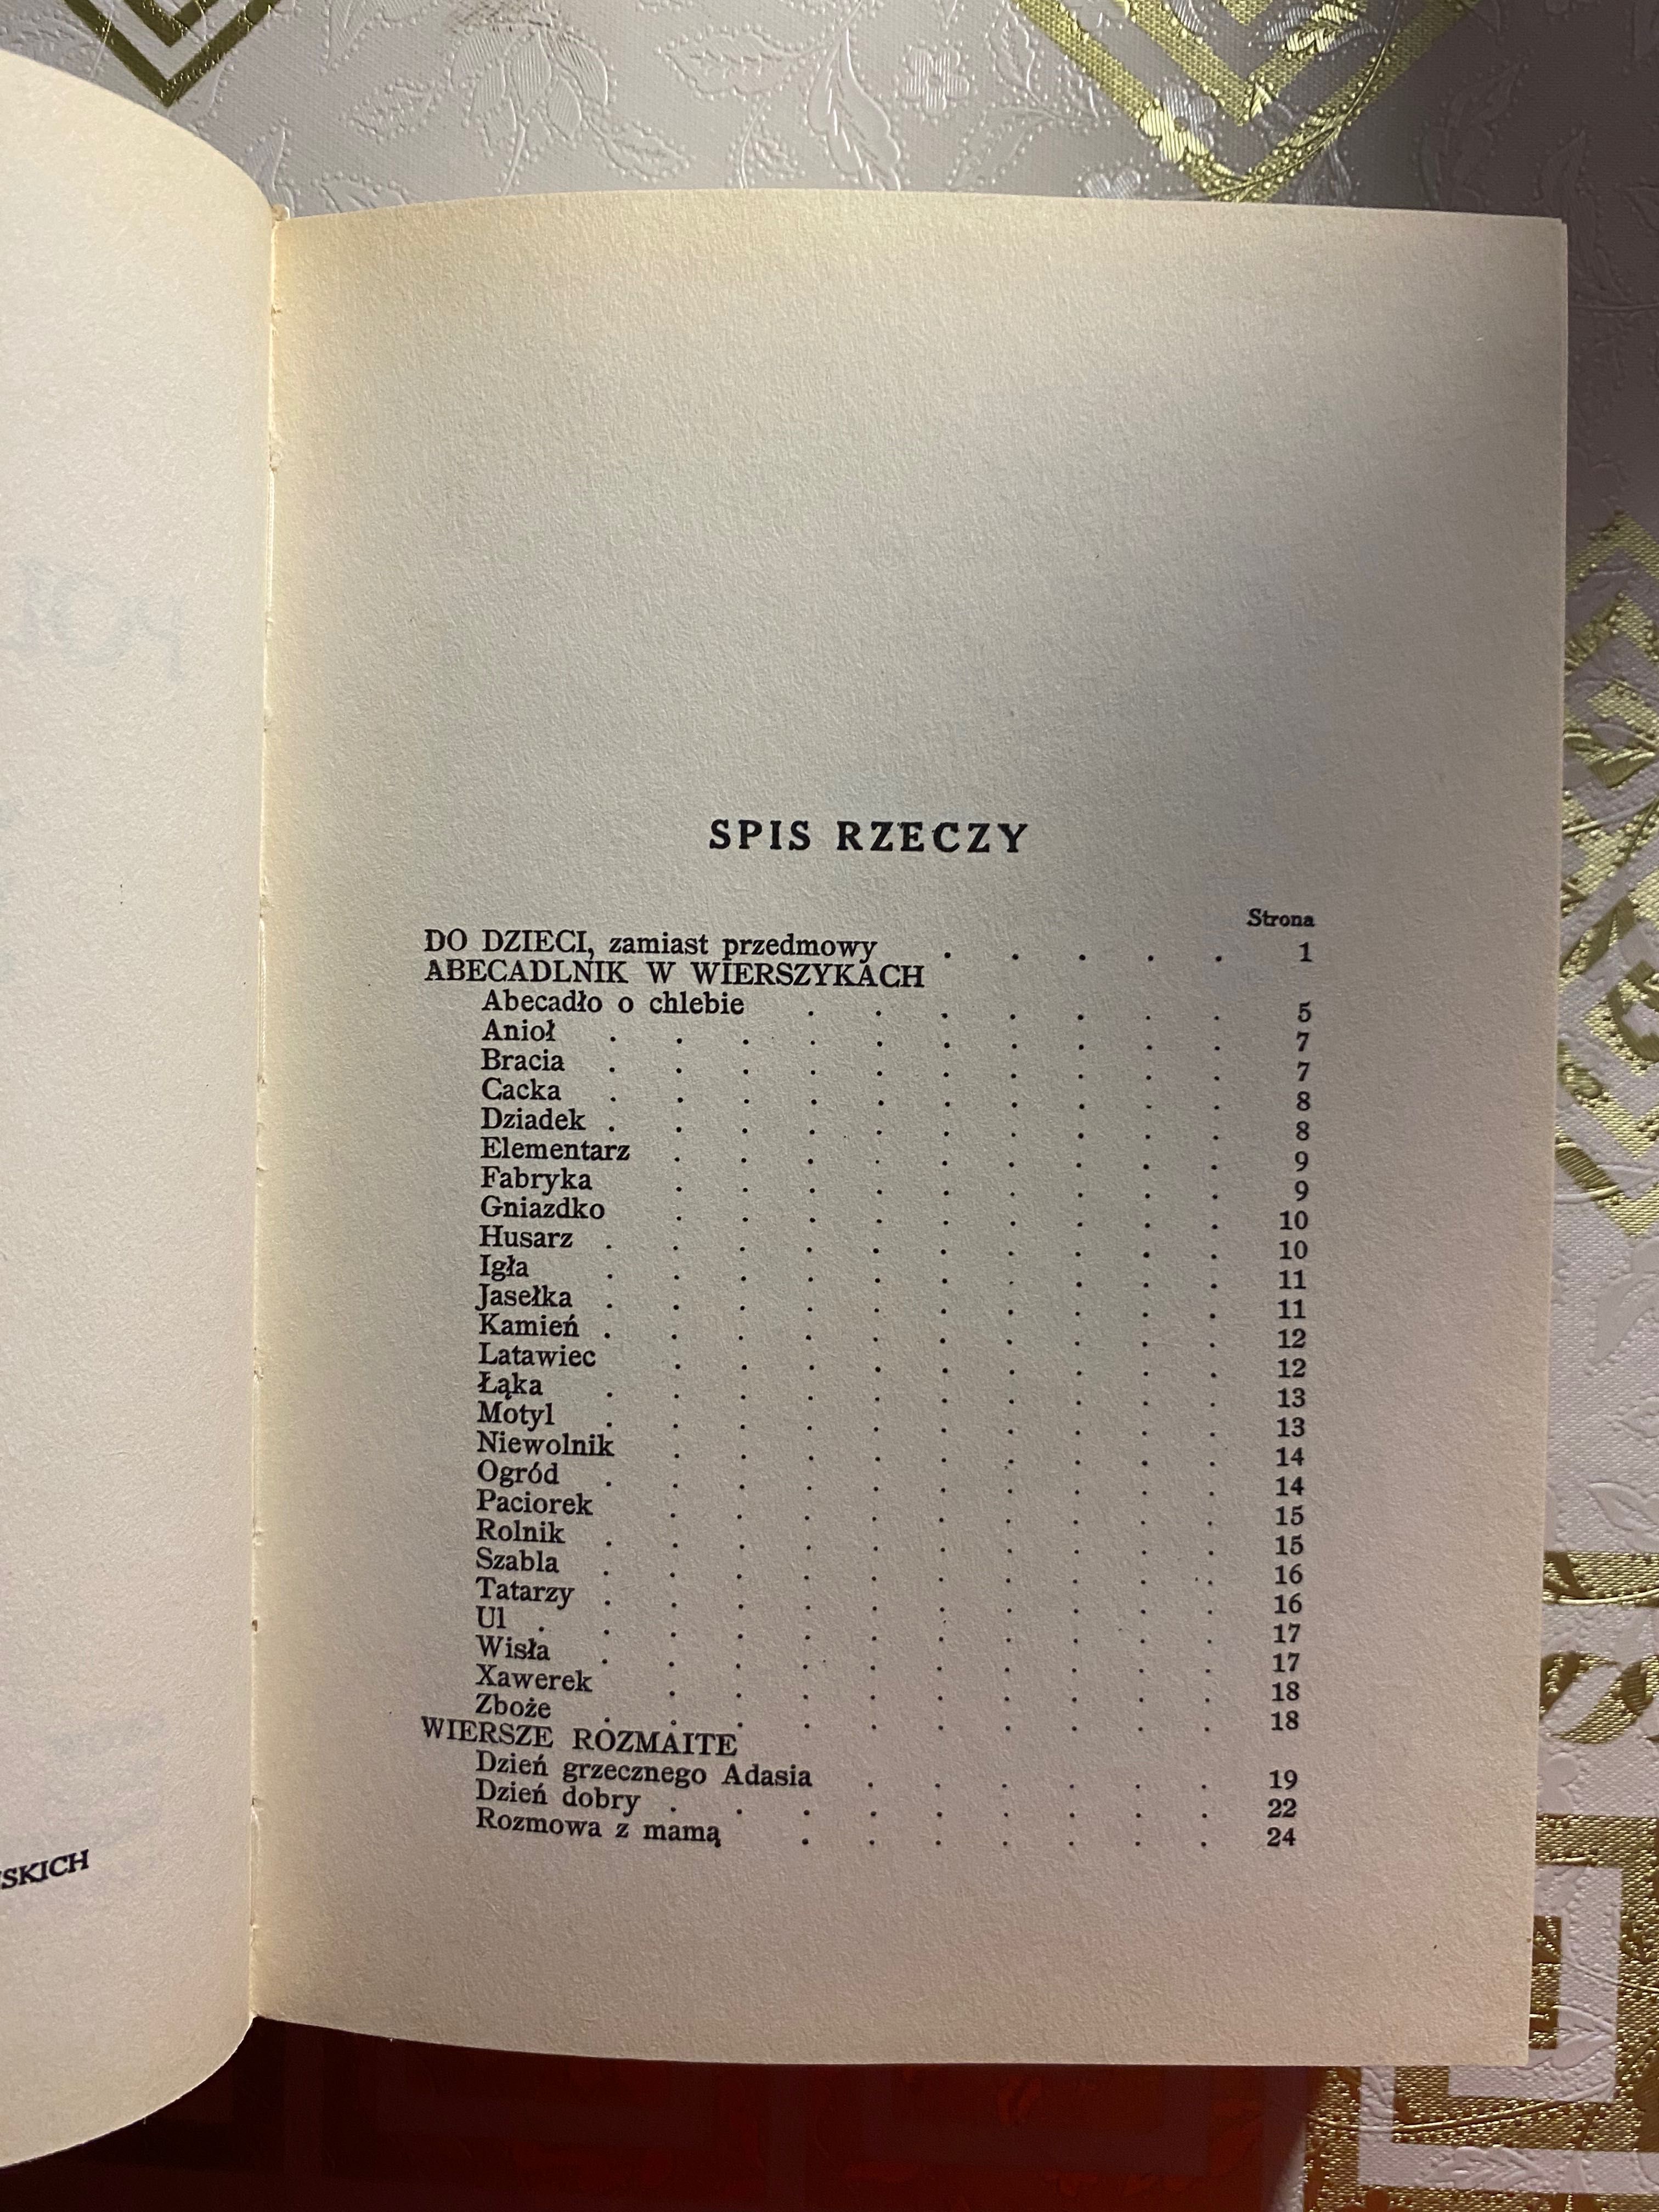 SKICH
SPIS RZECZY
Strona
DO DZIECI, zamiast przedmowy . . . . . 1
ABECADLNIK W WIERSZYKACH
Abecadło o chlebie . . . . . . . 5
Anioł . . . . . . . . . . 7
Bracia . . . . . . . . . . 7
Cacka . . . . . . . . . . 8
Dziadek . . . . . . . . . . 8
Elementarz . . . . . . . . . 9
Fabryka . . . . . . . . . 9
Gniazdko . . . . . . . . . 10
Husarz . . . . . . . . . . 10
Igła . . . . . . . . . . 11
Jasełka . . . . . . . . . . 11
Kamień . . . . . . . . . . 12
Latawiec . . . . . . . . . 12
Łąka . . . . . . . . . . 13
Motyl . . . . . . . . . . 13
Niewolnik . . . . . . . . . 14
Ogród . . . . . . . . . . 14
Paciorek . . . . . . . . . 15
Rolnik . . . . . . . . . . 15
Szabla . . . . . . . . . . 16
Tatarzy . . . . . . . . . . 16
Ul . . . . . . . . . . . 17
Wisła . . . . . . . . . . 17
Xawerek . . . . . . . . . 18
Zboże . . . . . . . . . . 18
WIERSZE ROZMAITE
Dzień grzecznego Adasia . . . . . . 19
Dzień dobry . . . . . . . . . 22
Rozmowa z mamą . . . . . . . 24